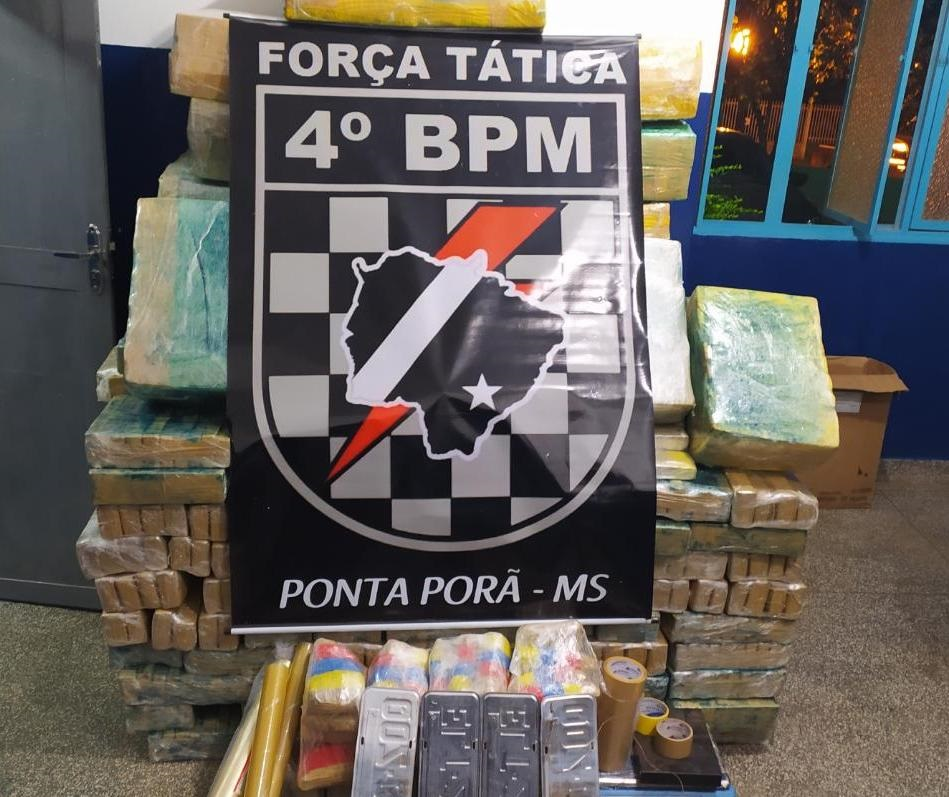 FORÇA TÁTICA
4º BPM
PONTA PORÃ - MS